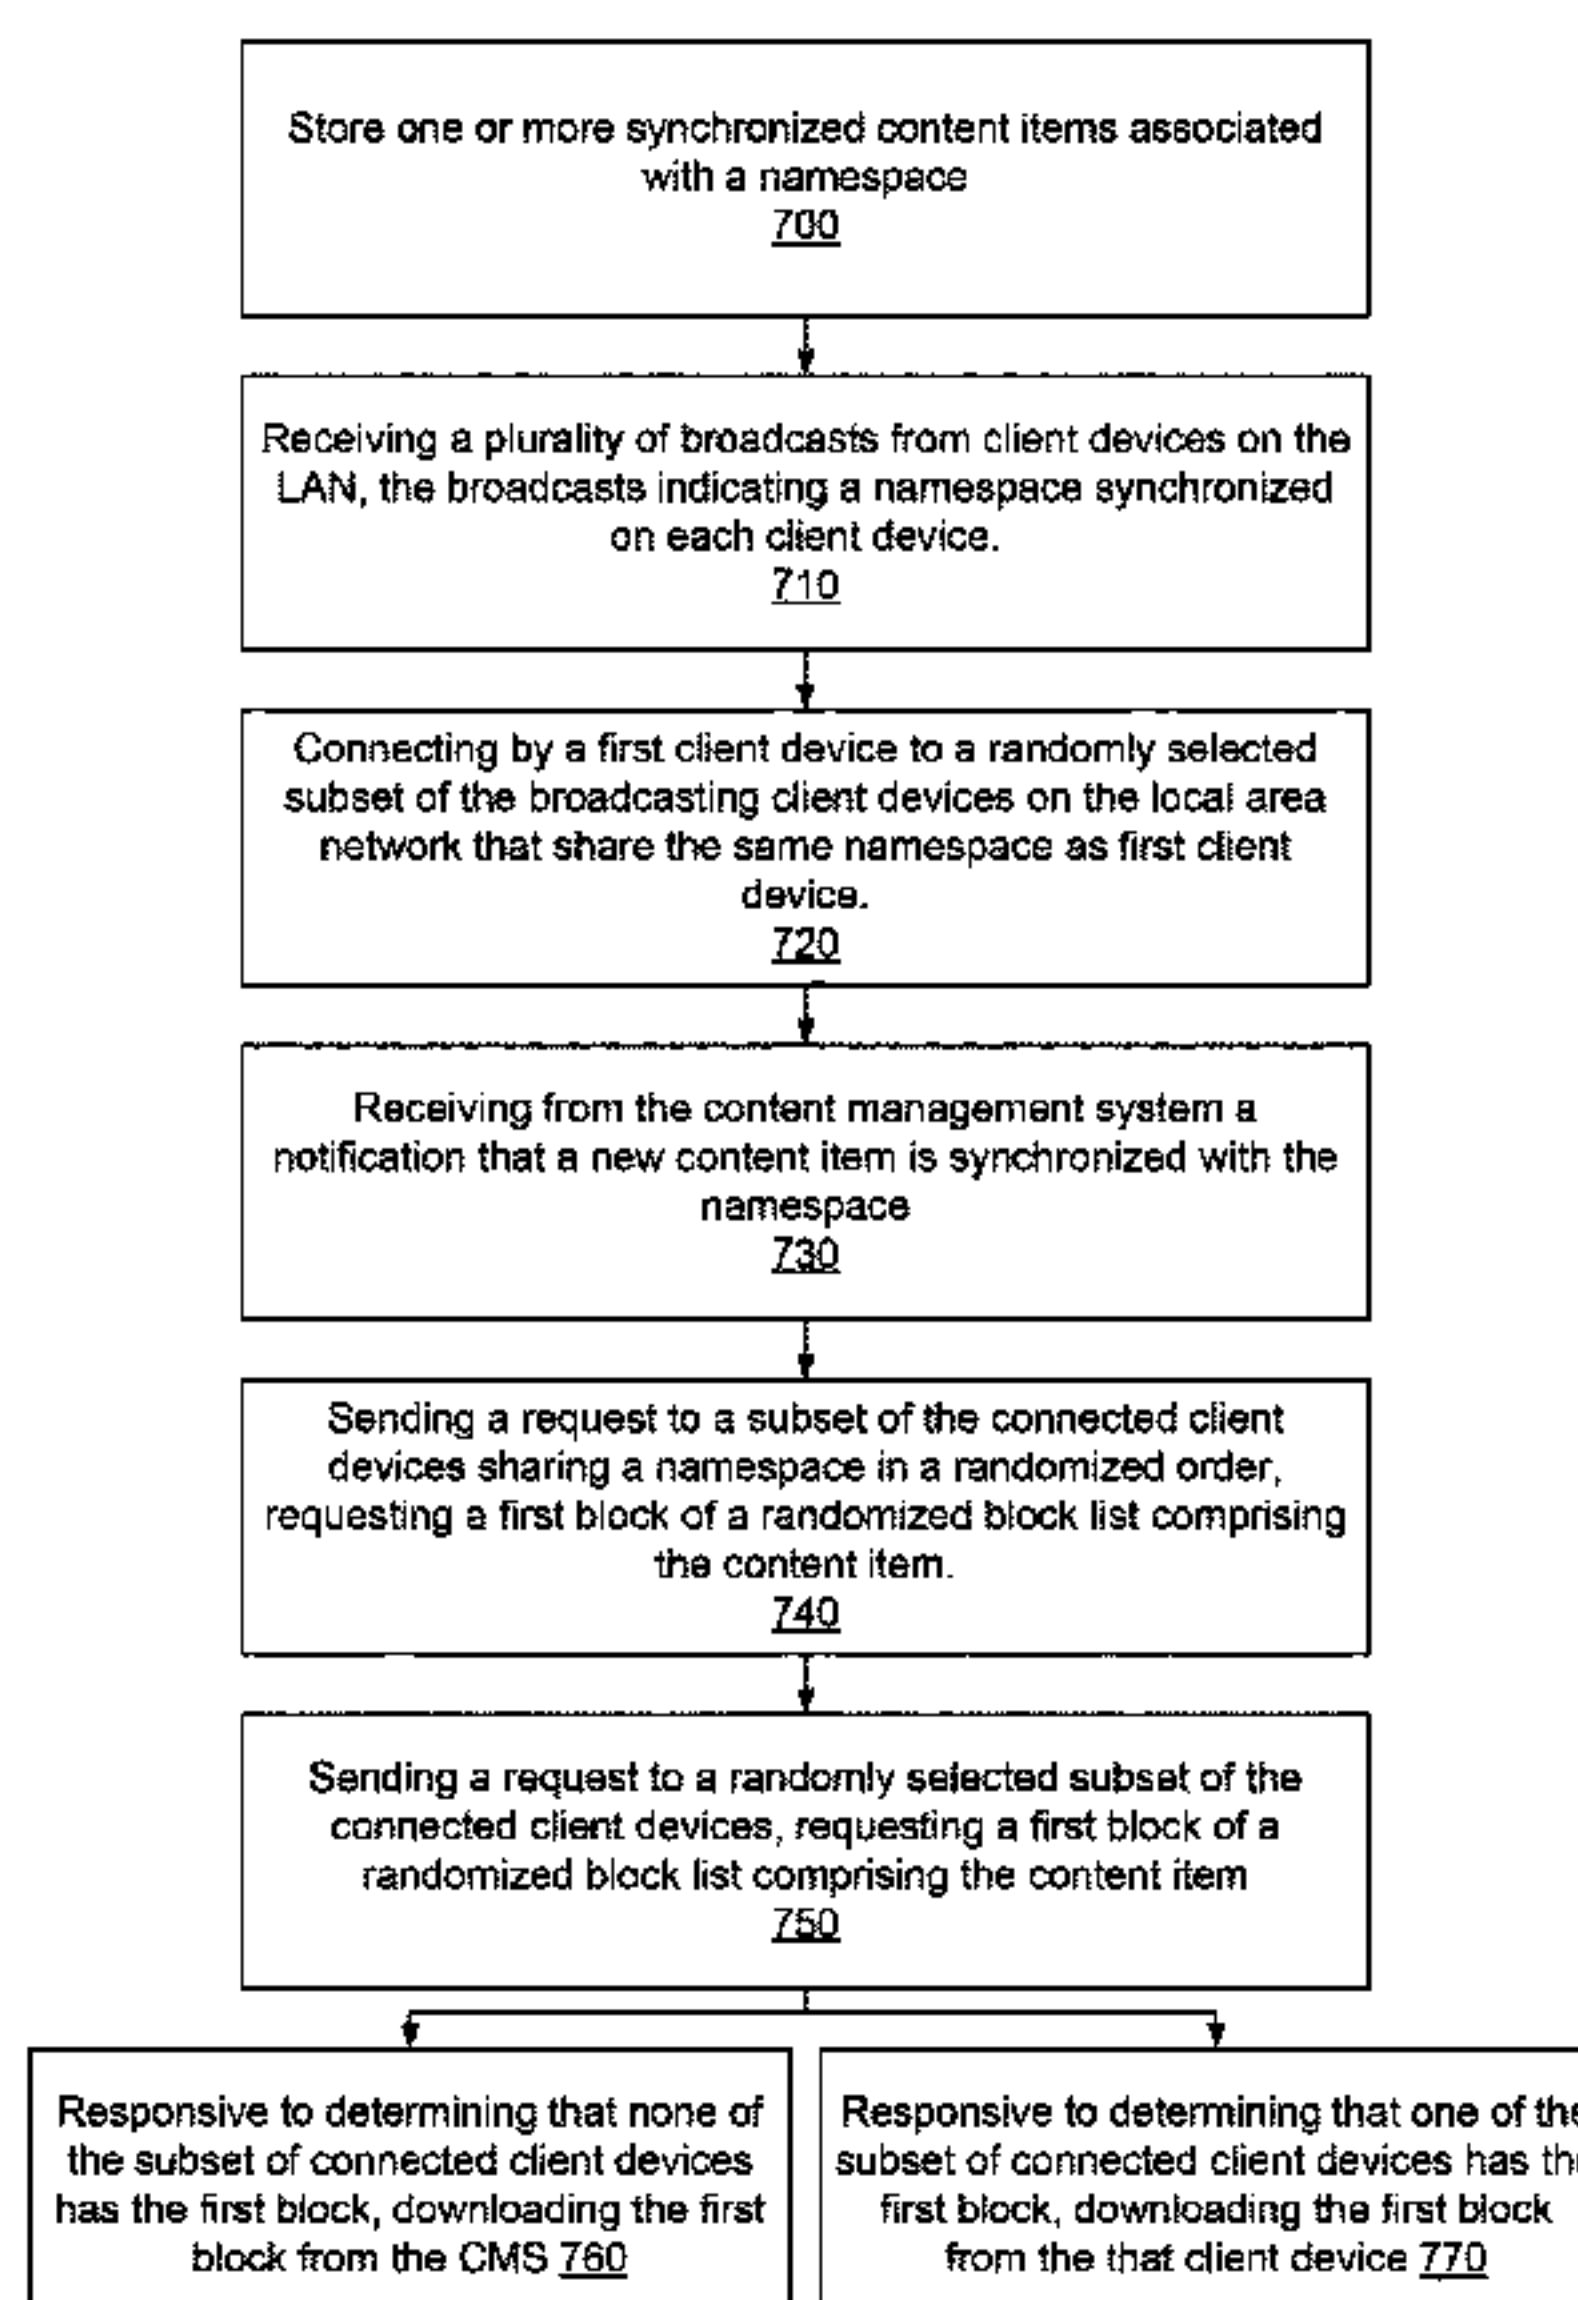 Store one or more synchronized content items associated
with a namespace
700
Receiving a plurality of broadcasts from client devices on the
LAN, the broadcasts indicating a namespace synchronized
on each client device.
710
Connecting by a first client device to a randomly selected
subset of the broadcasting client devices on the local area
network that share the same namespace as first client
device.
720
Receiving from the content management system a
notification that a new content item is synchronized with the
namespace
730
Sending a request to a subset of the connected client
devices sharing a namespace in a randomized order,
requesting a first block of a randomized block list comprising
the content item.
740
Sending a request to a randomly selected subset of the
connected client devices, requesting a first block of a
randomized block list comprising the content item
750
Responsive to determining that none of
the subset of connected client devices
has the first block, downloading the first
block from the CMS 760
Responsive to determining that one of the
subset of connected client devices has the
first block, downloading the first block
from the that client device 770